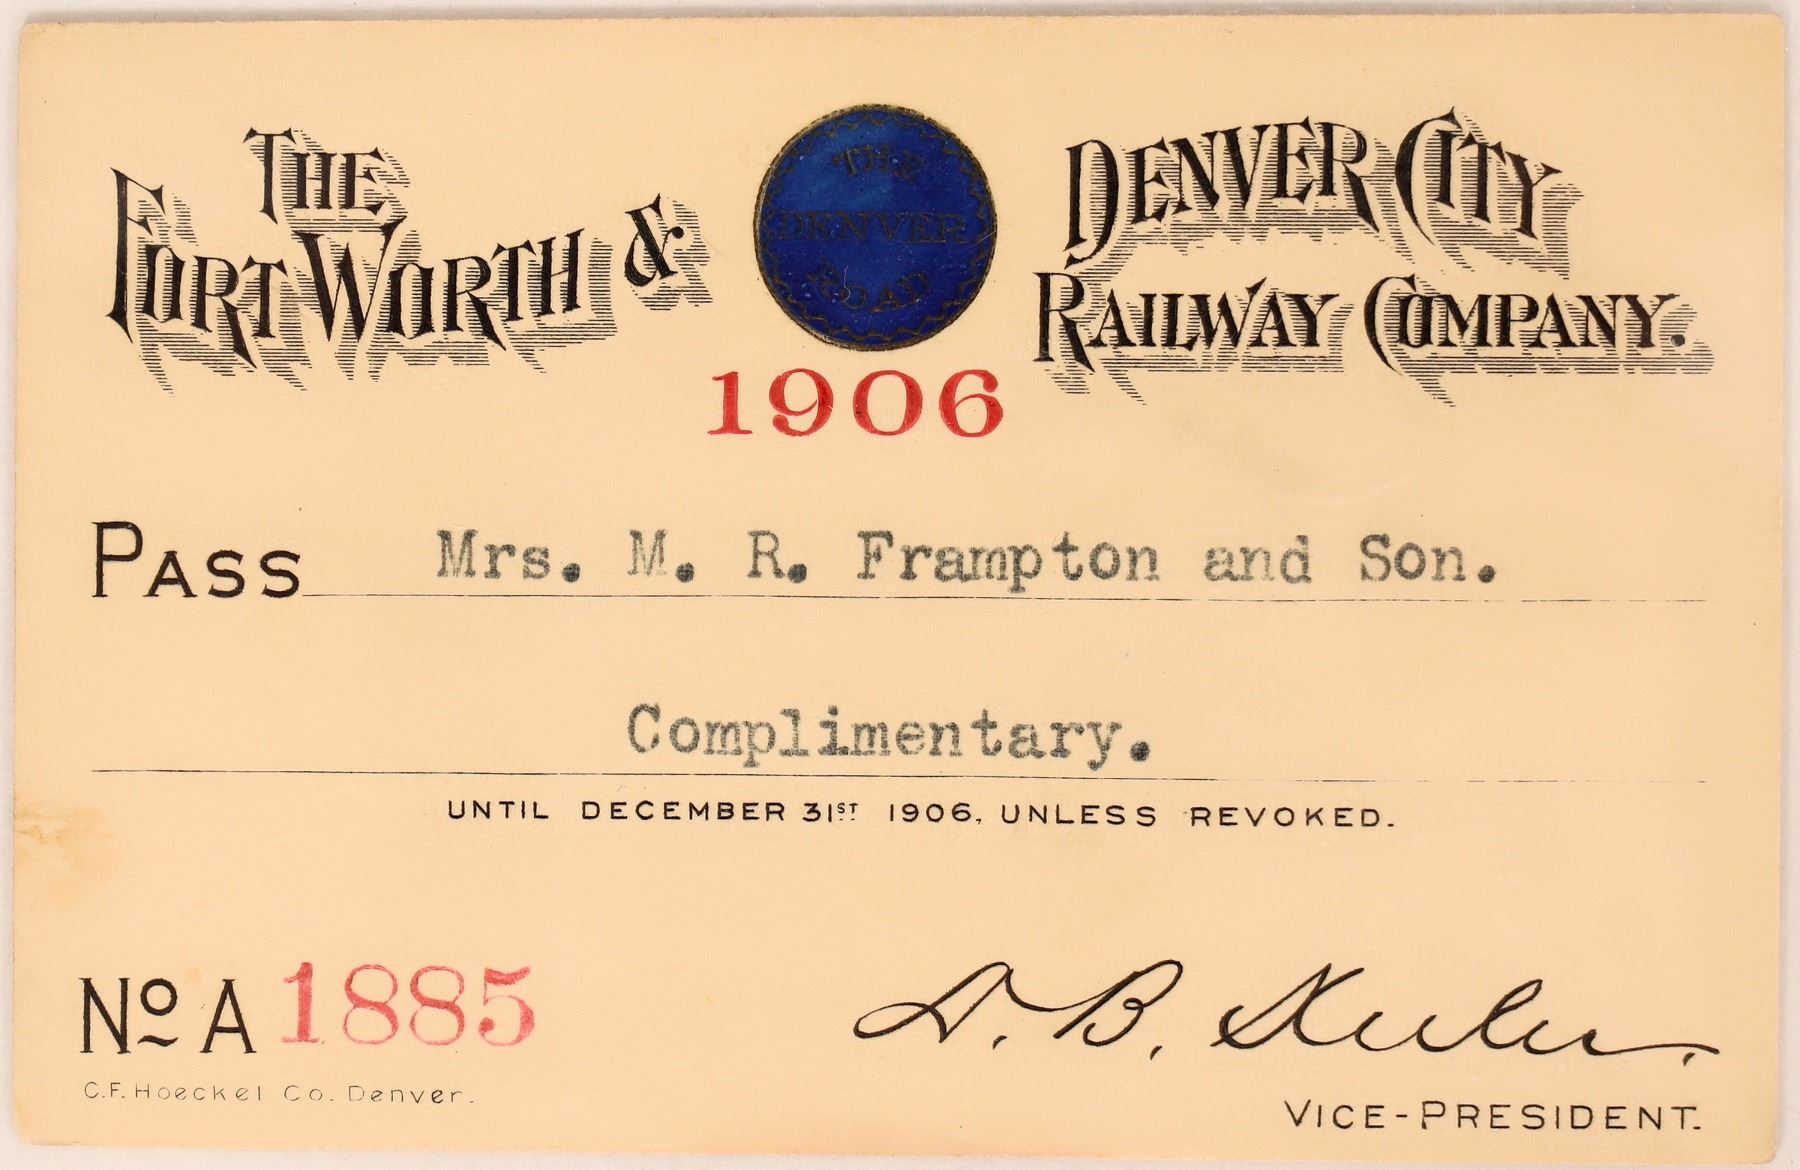 THE
FORT WORTH &
THE
DENVER
ROAD
DENVER CITY
RAILWAY COMPANY.
1906
PASS Mrs. M. R. Frampton and Son.
Complimentary.
UNTIL DECEMBER 31ST 1906, UNLESS REVOKED.
No A 1885
D. B. Keeler.
C.F. Hoeckel Co. Denver.
VICE-PRESIDENT.